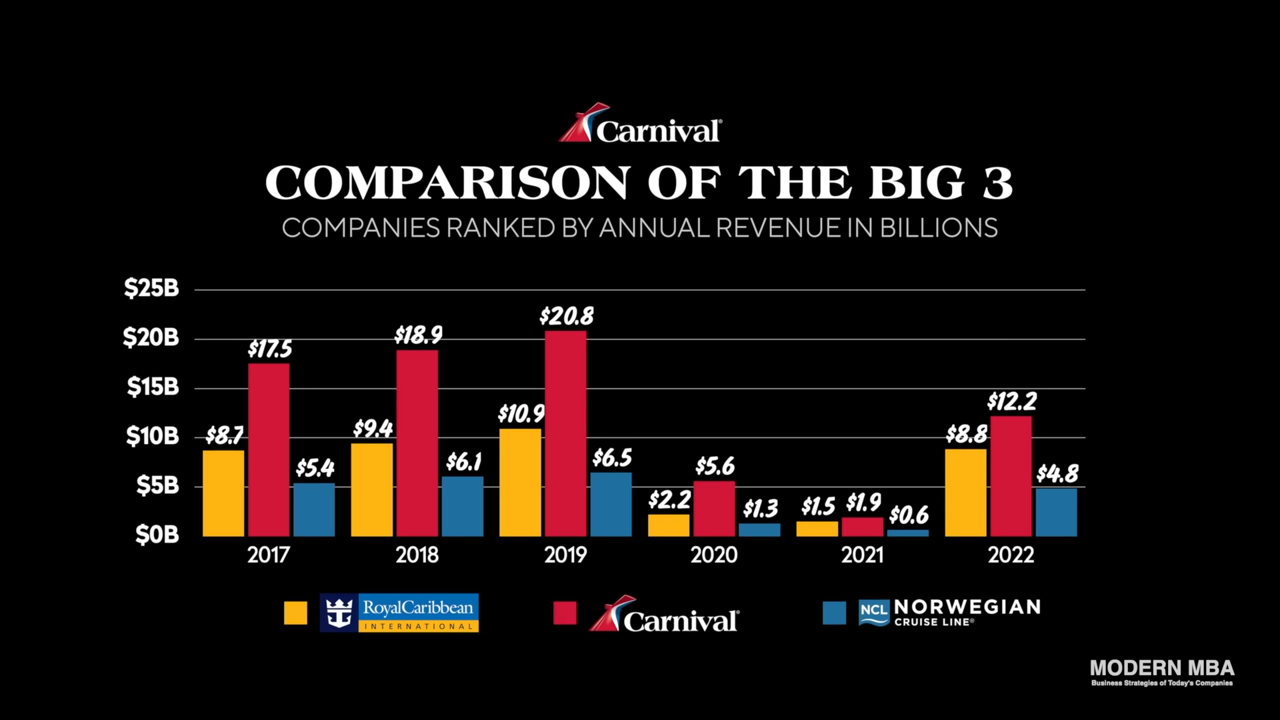 Carnival®
COMPARISON OF THE BIG 3
COMPANIES RANKED BY ANNUAL REVENUE IN BILLIONS
$25B
$20B
$15B
$10B
$5B
$0B
$8.7 $17.5 $5.4
$9.4 $18.9 $6.1
$10.9 $20.8 $6.5
$2.2 $5.6 $1.3
$1.5 $1.9 $0.6
$8.8 $12.2 $4.8
2017 2018 2019 2020 2021 2022
RoyalCaribbean
INTERNATIONAL
Carnival®
NCL NORWEGIAN
CRUISE LINE®
MODERN MBA
Business Strategies of Today's Companies